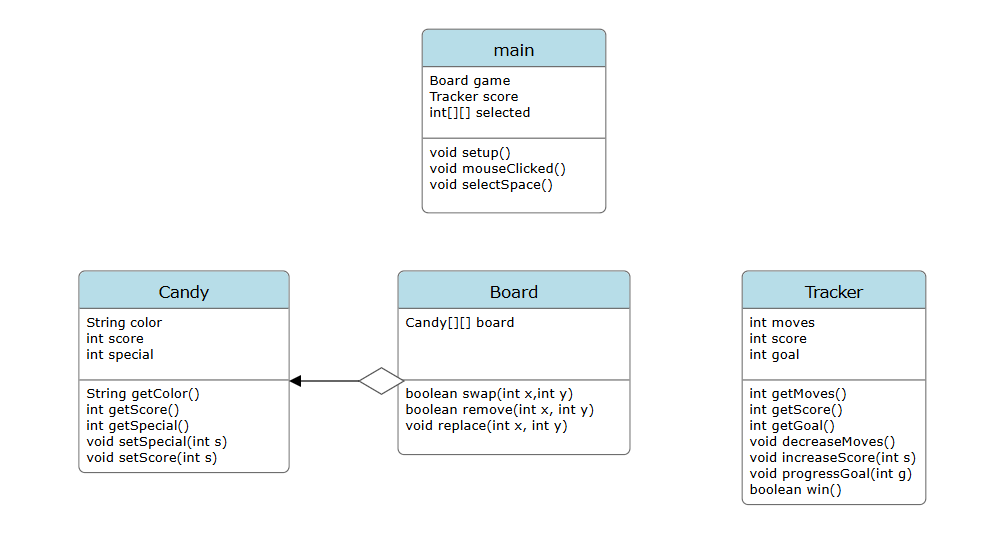 main
Board game
Tracker score
int[][] selected
void setup()
void mouseClicked()
void selectSpace()
Candy
String color
int score
int special
String getColor()
int getScore()
int getSpecial()
void setSpecial(int s)
void setScore(int s)
Board
Candy[][] board
boolean swap(int x,int y)
boolean remove(int x, int y)
void replace(int x, int y)
Tracker
int moves
int score
int goal
int getMoves()
int getScore()
int getGoal()
void decreaseMoves()
void increaseScore(int s)
void progressGoal(int g)
boolean win()